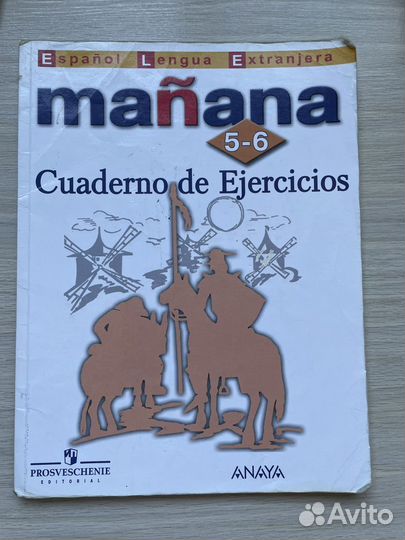 Español Lengua Extranjera
mañana
5-6
Cuaderno de Ejercicios
PROSVESCHENIE
EDITORIAL
ANAYA
Avito